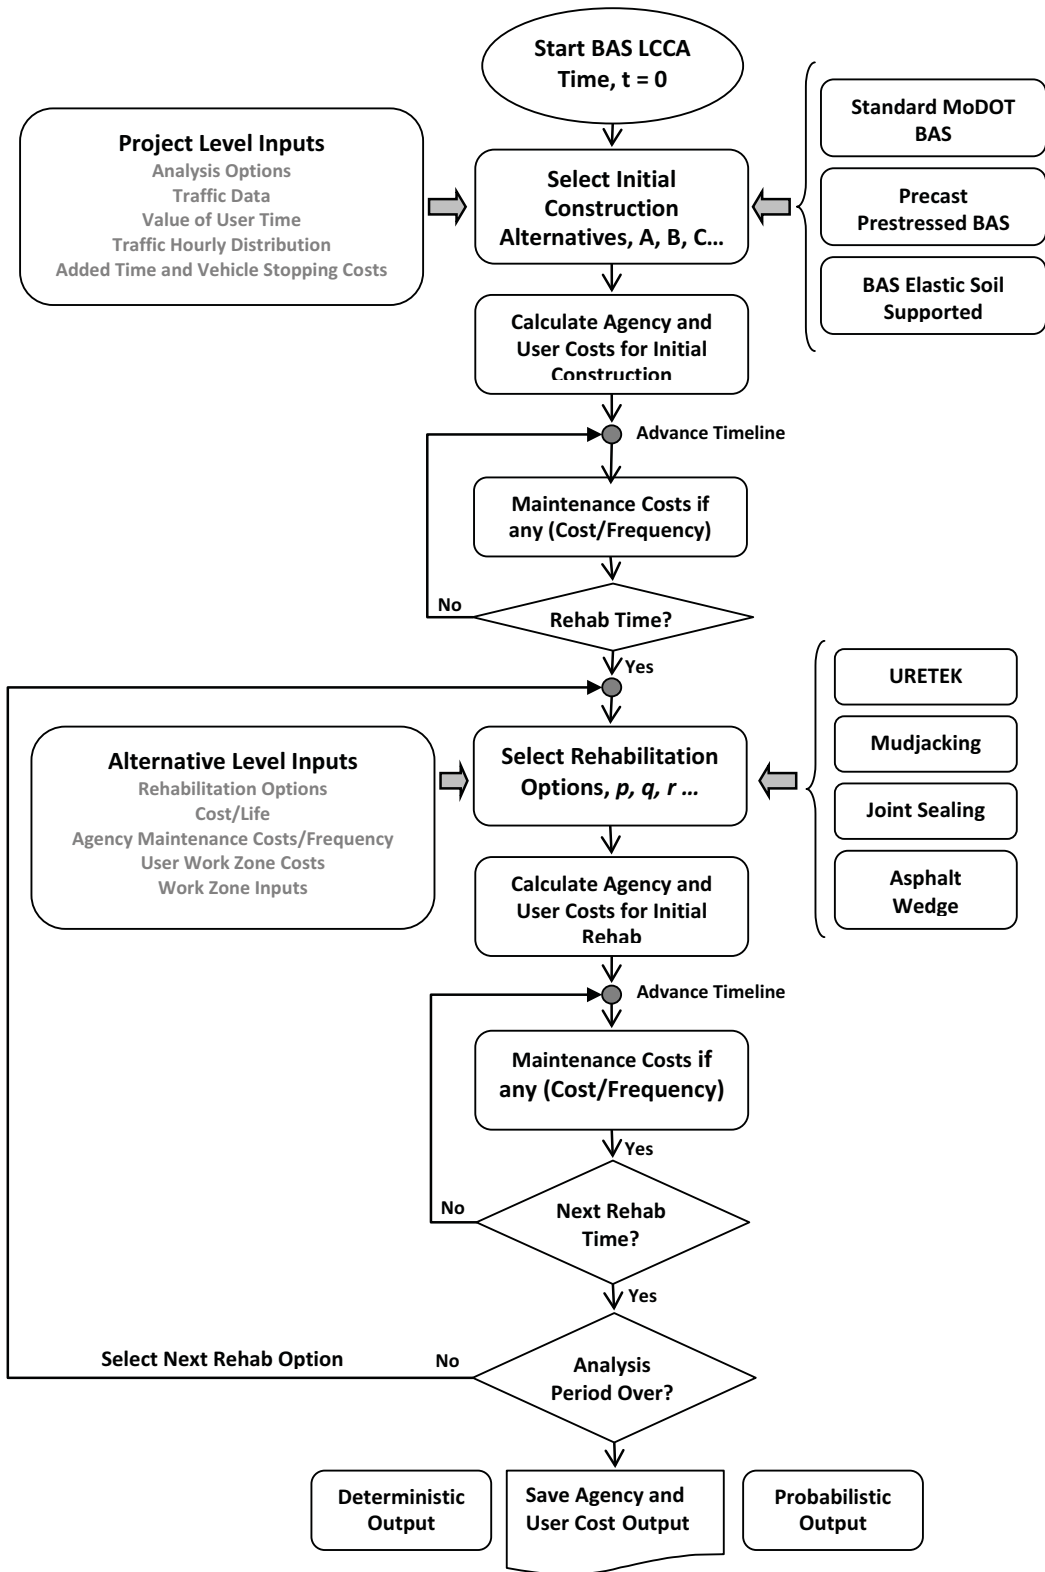 Start BAS LCCA
Time, t = 0
Project Level Inputs
Analysis Options
Traffic Data
Value of User Time
Traffic Hourly Distribution
Added Time and Vehicle Stopping Costs
Select Initial
Construction
Alternatives, A, B, C...
Standard MoDOT
BAS
Precast
Prestressed BAS
BAS Elastic Soil
Supported
Calculate Agency and
User Costs for Initial
Construction
Advance Timeline
Maintenance Costs if
any (Cost/Frequency)
No
Rehab Time?
Yes
Alternative Level Inputs
Rehabilitation Options
Cost/Life
Agency Maintenance Costs/Frequency
User Work Zone Costs
Work Zone Inputs
Select Rehabilitation
Options, p, q, r ...
URETEK
Mudjacking
Joint Sealing
Asphalt
Wedge
Calculate Agency and
User Costs for Initial
Rehab
Advance Timeline
Maintenance Costs if
any (Cost/Frequency)
Yes
No
Next Rehab
Time?
Yes
Select Next Rehab Option
No
Analysis
Period Over?
Deterministic
Output
Save Agency and
User Cost Output
Probabilistic
Output